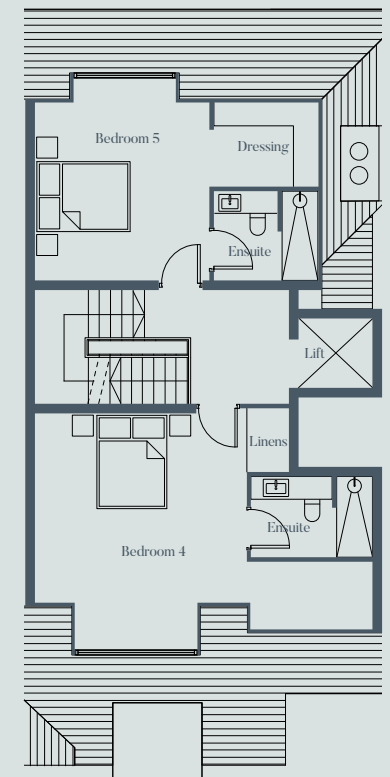 Bedroom 5
Dressing
Ensuite
Lift
Linens
Ensuite
Bedroom 4